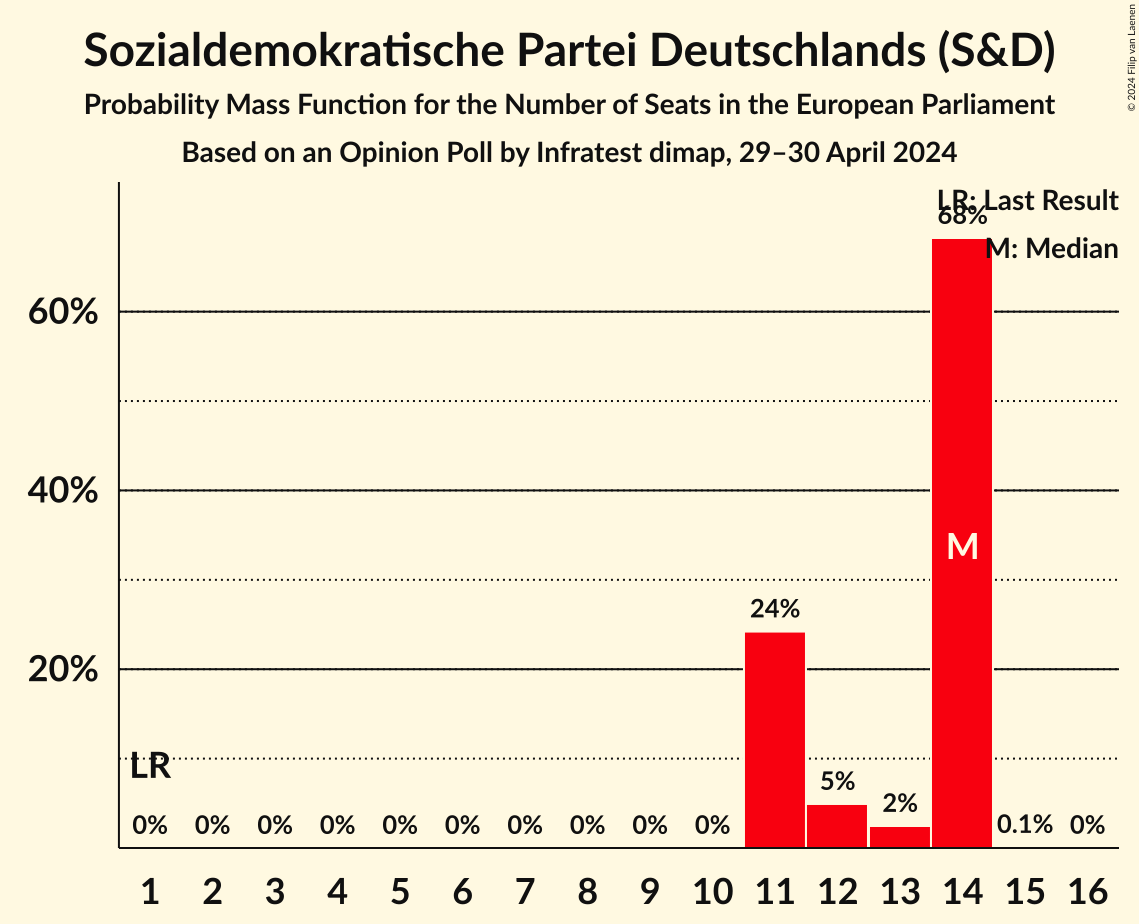 Sozialdemokratische Partei Deutschlands (S&D)
Probability Mass Function for the Number of Seats in the European Parliament
Based on an Opinion Poll by Infratest dimap, 29–30 April 2024
© 2024 Filip van Laenen
LR: Last Result
M: Median
68%
60%
40%
M
24%
20%
LR
5%
2%
0% 0% 0% 0% 0% 0% 0% 0% 0% 0% 0.1% 0%
1 2 3 4 5 6 7 8 9 10 11 12 13 14 15 16